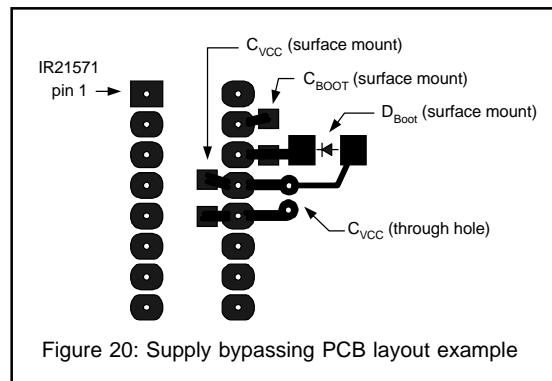 C_VCC (surface mount)
IR21571
pin 1
C_BOOT (surface mount)
D_Boot (surface mount)
C_VCC (through hole)
Figure 20: Supply bypassing PCB layout example